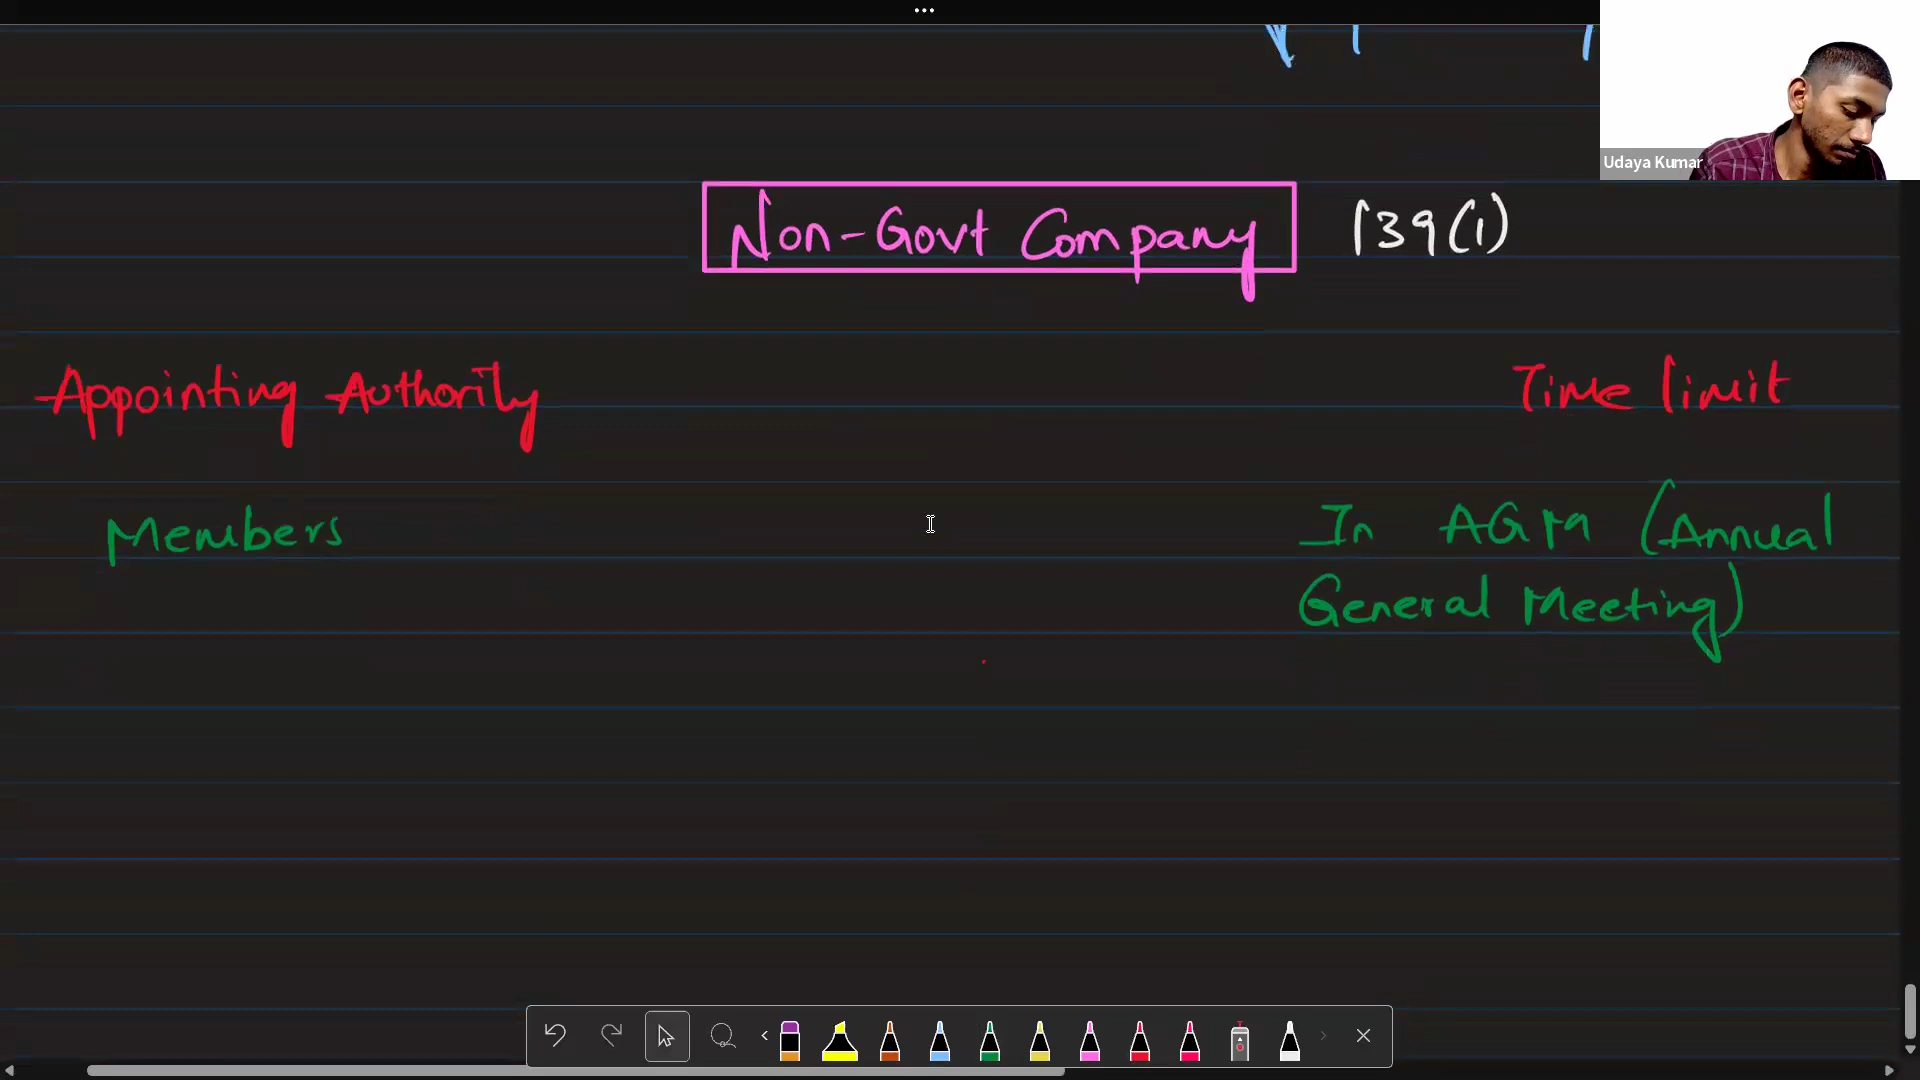 Udaya Kumar
Non-Govt Company 139(1)
Appointing Authority Time limit
Members In AGM (Annual
General Meeting)